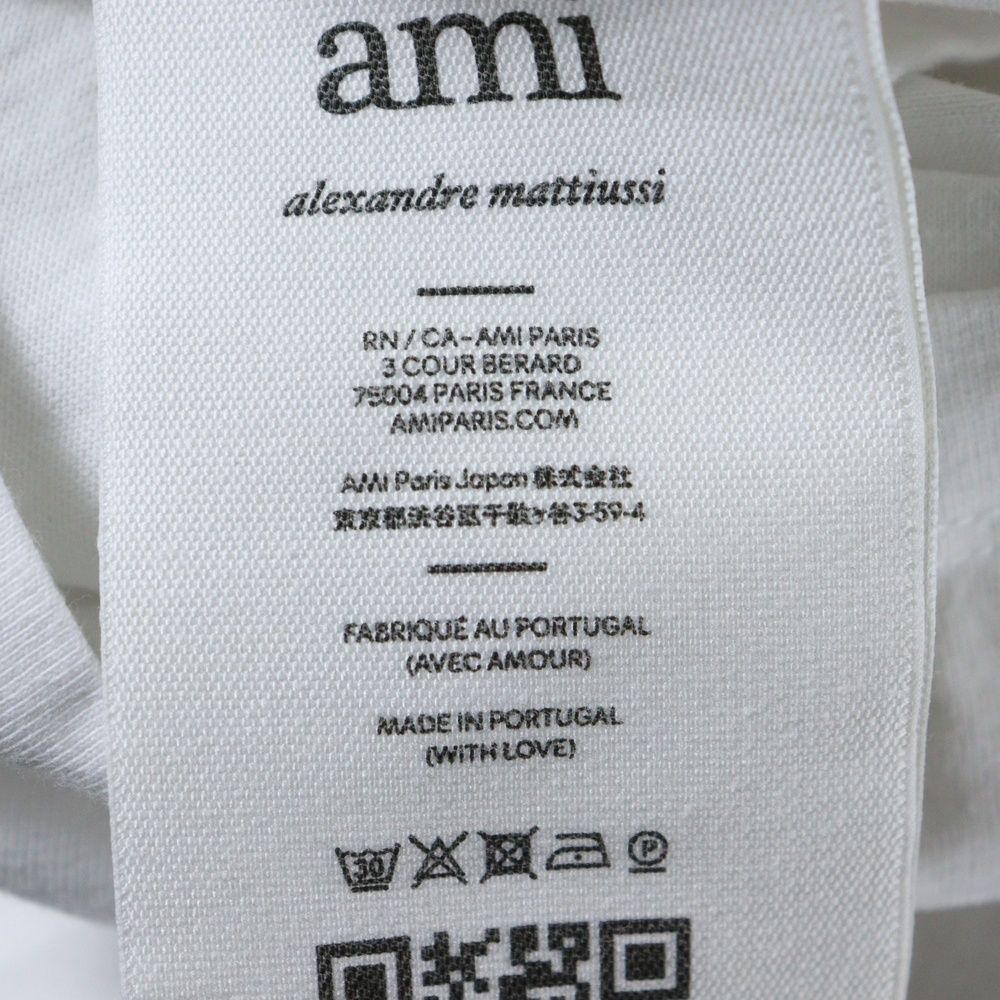 ami
alexandre mattiussi
RN / CA - AMI PARIS
3 COUR BERARD
75004 PARIS FRANCE
AMIPARIS.COM
AMI Paris Japan 株式会社
東京都渋谷区千駄ヶ谷3-59-4
FABRIQUÉ AU PORTUGAL
(AVEC AMOUR)
MADE IN PORTUGAL
(WITH LOVE)
30 P